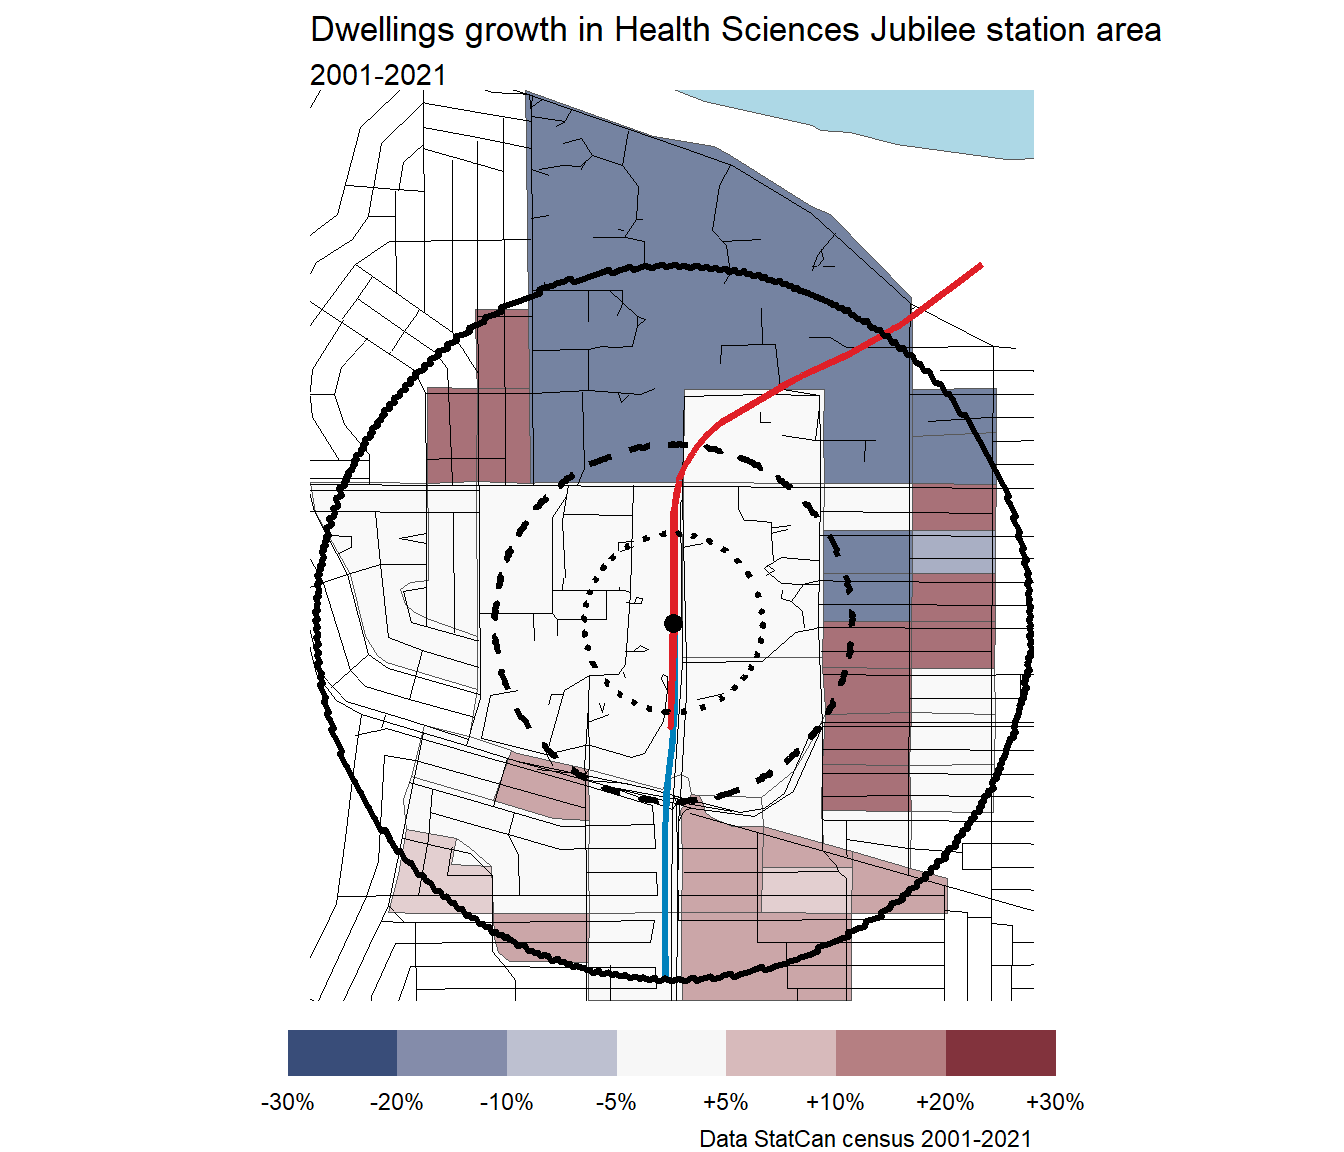 Dwellings growth in Health Sciences Jubilee station area
2001-2021
-30% -20% -10% -5% +5% +10% +20% +30%
Data StatCan census 2001-2021